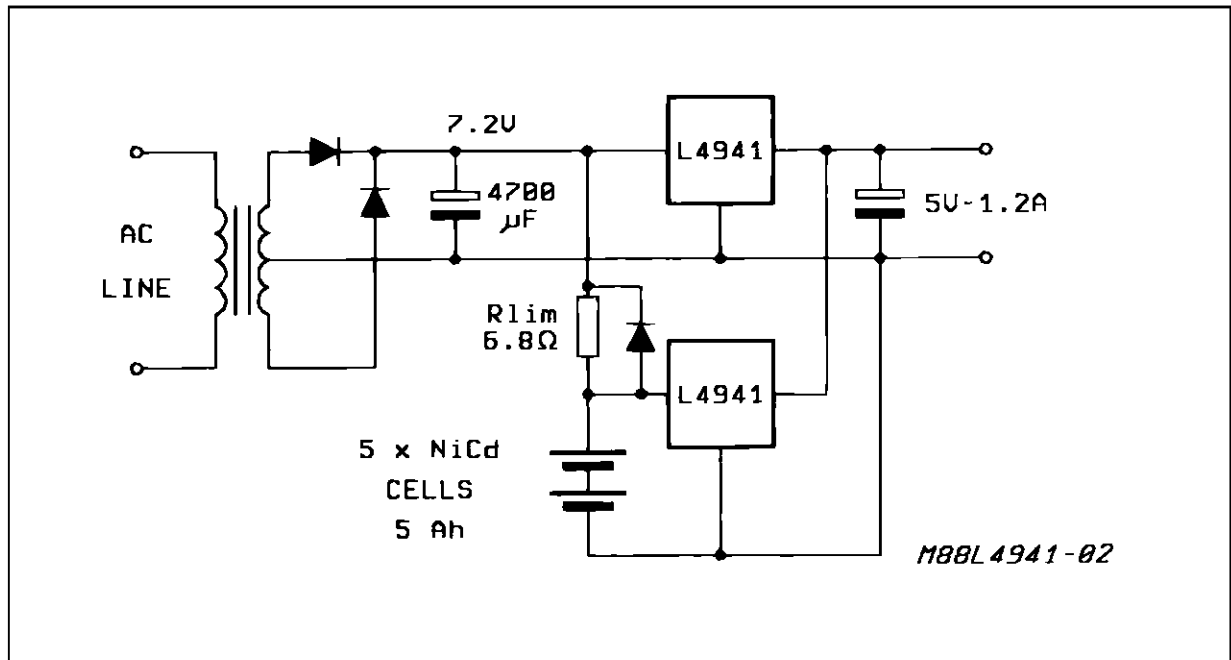 7.2V
L4941
4700
µF
5V-1.2A
AC
LINE
Rlim
6.8Ω
L4941
5 x NiCd
CELLS
5 Ah
M88L4941-02